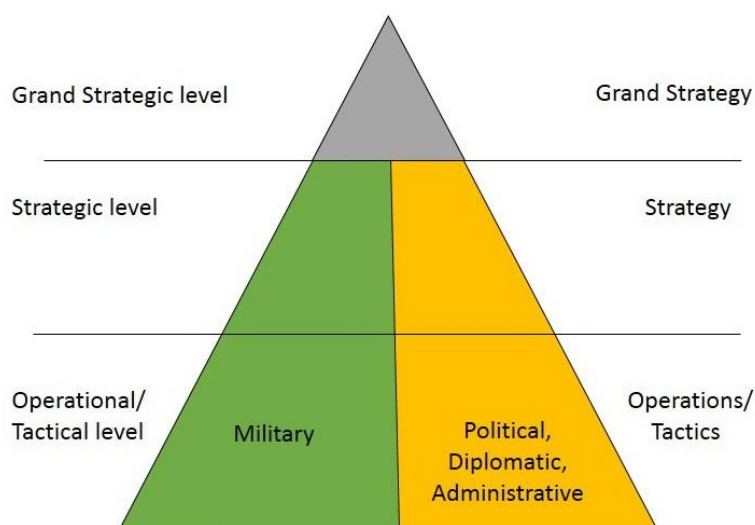 Grand Strategic level
Grand Strategy
Strategic level
Strategy
Operational/
Tactical level
Military
Political,
Diplomatic,
Administrative
Operations/
Tactics